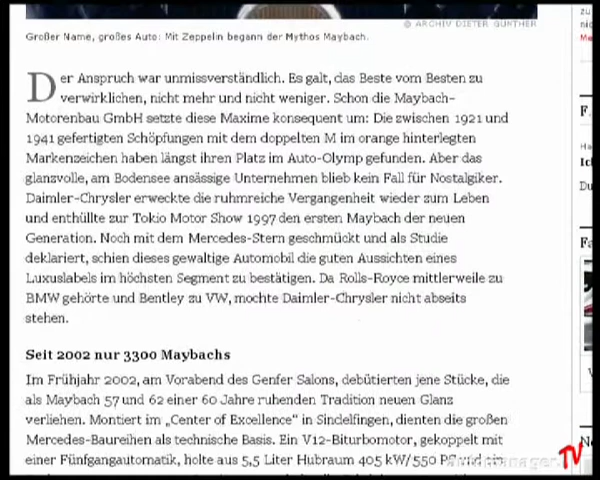 © ARCHIV DIETER GÜNTHER
Großer Name, großes Auto: Mit Zeppelin begann der Mythos Maybach.
Der Anspruch war unmissverständlich. Es galt, das Beste vom Besten zu
verwirklichen, nicht mehr und nicht weniger. Schon die Maybach-
Motorenbau GmbH setzte diese Maxime konsequent um: Die zwischen 1921 und
1941 gefertigten Schöpfungen mit dem doppelten M im orange hinterlegten
Markenzeichen haben längst ihren Platz im Auto-Olymp gefunden. Aber das
glanzvolle, am Bodensee ansässige Unternehmen blieb kein Fall für Nostalgiker.
Daimler-Chrysler erweckte die ruhmreiche Vergangenheit wieder zum Leben
und enthüllte zur Tokio Motor Show 1997 den ersten Maybach der neuen
Generation. Noch mit dem Mercedes-Stern geschmückt und als Studie
deklariert, schien dieses gewaltige Automobil die guten Aussichten eines
Luxuslabels im höchsten Segment zu bestätigen. Da Rolls-Royce mittlerweile zu
BMW gehörte und Bentley zu VW, mochte Daimler-Chrysler nicht abseits
stehen.
Seit 2002 nur 3300 Maybachs
Im Frühjahr 2002, am Vorabend des Genfer Salons, debütierten jene Stücke, die
als Maybach 57 und 62 einer 60 Jahre ruhenden Tradition neuen Glanz
verliehen. Montiert im „Center of Excellence“ in Sindelfingen, dienten die großen
Mercedes-Baureihen als technische Basis. Ein V12-Biturbomotor, gekoppelt mit
einer Fünfgangautomatik, holte aus 5,5 Liter Hubraum 405 kW/550 PS
TV